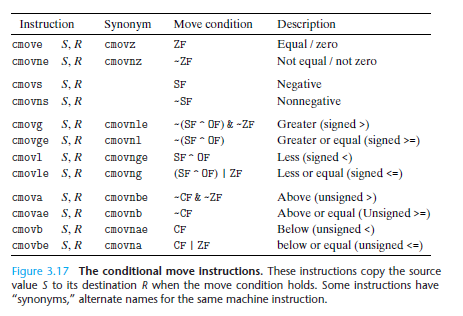 Instruction Synonym Move condition Description
cmove S, R cmovz ZF Equal / zero
cmovne S, R cmovnz ~ZF Not equal / not zero
cmovs S, R SF Negative
cmovns S, R ~SF Nonnegative
cmovg S, R cmovnle ~(SF ^ OF) & ~ZF Greater (signed >)
cmovge S, R cmovnl ~(SF ^ OF) Greater or equal (signed >=)
cmovl S, R cmovnge SF ^ OF Less (signed <)
cmovle S, R cmovng (SF ^ OF) | ZF Less or equal (signed <=)
cmova S, R cmovnbe ~CF & ~ZF Above (unsigned >)
cmovae S, R cmovnb ~CF Above or equal (Unsigned >=)
cmovb S, R cmovnae CF Below (unsigned <)
cmovbe S, R cmovna CF | ZF below or equal (unsigned <=)
Figure 3.17 The conditional move instructions. These instructions copy the source
value S to its destination R when the move condition holds. Some instructions have
“synonyms,” alternate names for the same machine instruction.